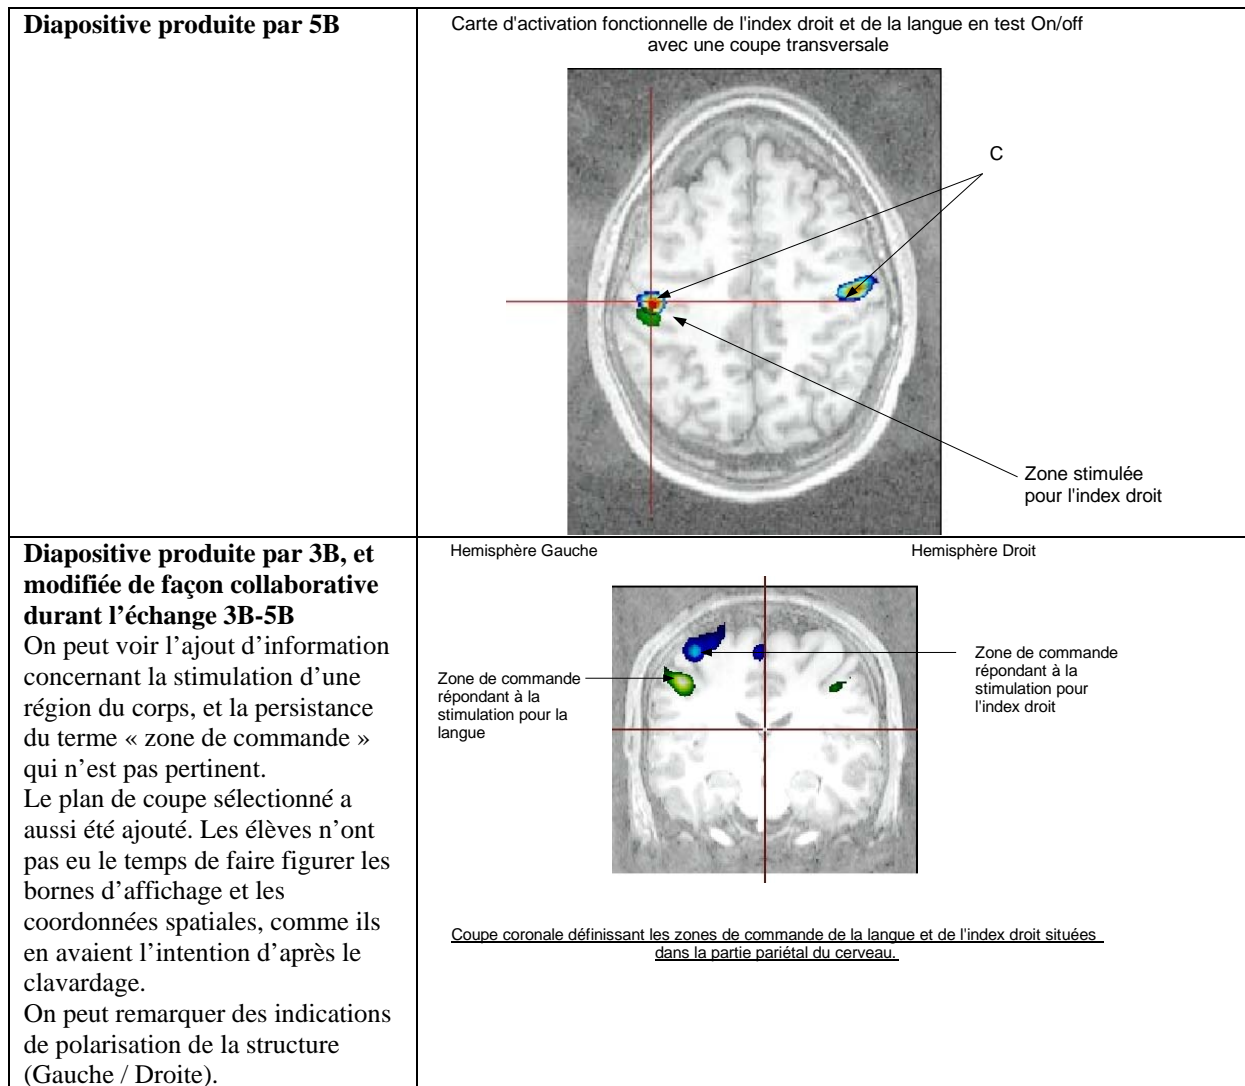 Diapositive produite par 5B
Carte d'activation fonctionnelle de l'index droit et de la langue en test On/off
avec une coupe transversale
C
Zone stimulée
pour l'index droit
Diapositive produite par 3B, et
modifiée de façon collaborative
durant l'échange 3B-5B
On peut voir l'ajout d'information
concernant la stimulation d'une
région du corps, et la persistance
du terme « zone de commande »
qui n'est pas pertinent.
Le plan de coupe sélectionné a
aussi été ajouté. Les élèves n'ont
pas eu le temps de faire figurer les
bornes d'affichage et les
coordonnées spatiales, comme ils
en avaient l'intention d'après le
clavardage.
On peut remarquer des indications
de polarisation de la structure
(Gauche / Droite).
Hemisphère Gauche
Hemisphère Droit
Zone de commande
répondant à la
stimulation pour la
langue
Zone de commande
répondant à la
stimulation pour
l'index droit
Coupe coronale définissant les zones de commande de la langue et de l'index droit situées
dans la partie pariétal du cerveau.